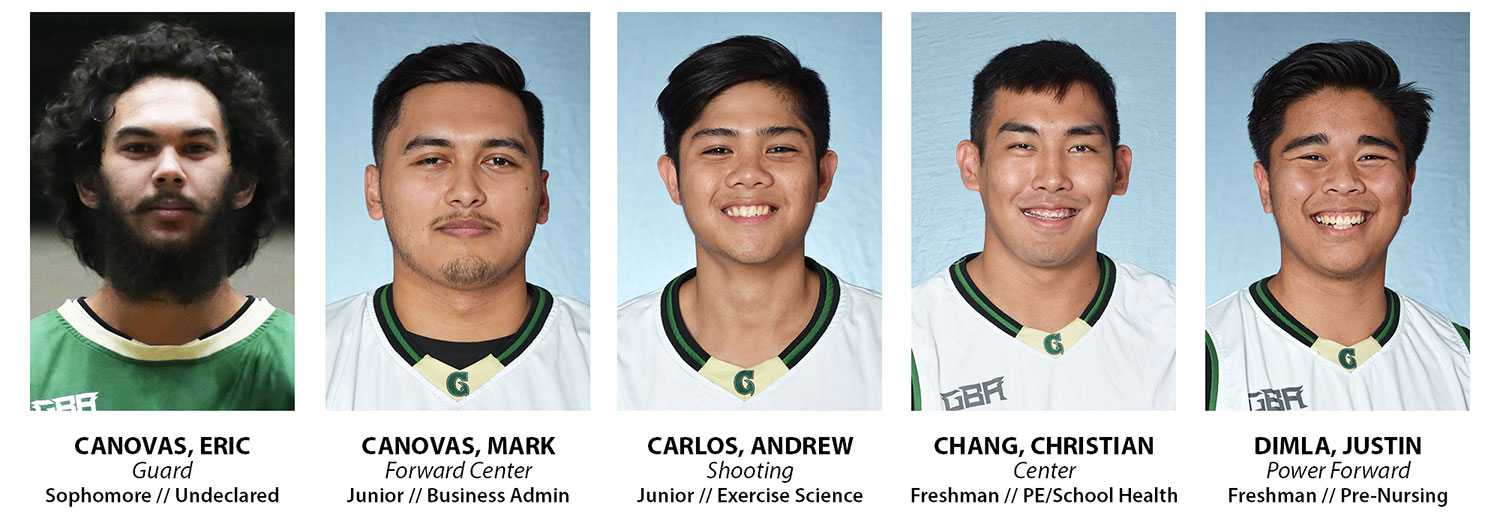 GBA
G
G
G
GBA
G
GBA
CANOVAS, ERIC
Guard
Sophomore // Undeclared
CANOVAS, MARK
Forward Center
Junior // Business Admin
CARLOS, ANDREW
Shooting
Junior // Exercise Science
CHANG, CHRISTIAN
Center
Freshman // PE/School Health
DIMLA, JUSTIN
Power Forward
Freshman // Pre-Nursing